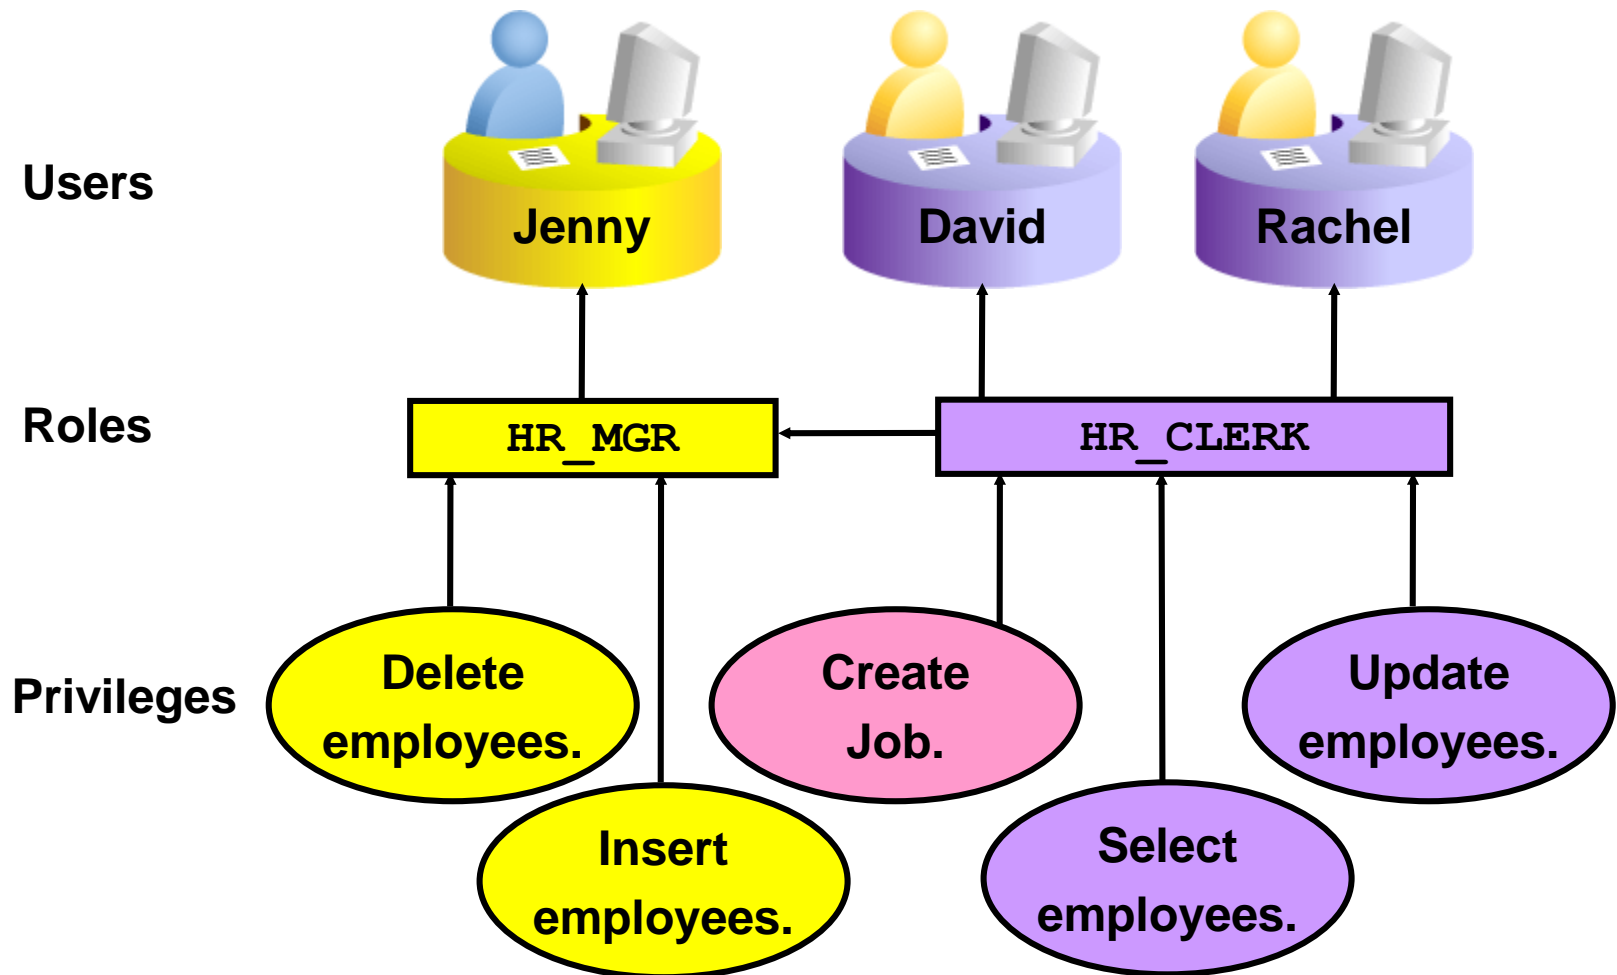 Users
Jenny
David
Rachel
Roles
HR_MGR
HR_CLERK
Privileges
Delete
employees.
Create
Job.
Update
employees.
Insert
employees.
Select
employees.